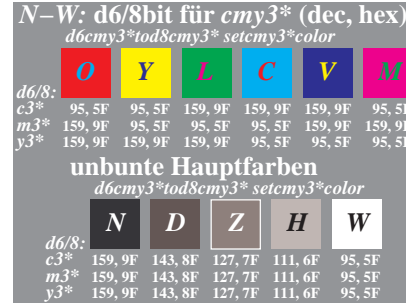 N–W: d6/8bit für cmy3* (dec, hex)
d6cmy3*tod8cmy3* setcmy3*color
O Y L C V M
d6/8:
c3* 95, 5F 95, 5F 159, 9F 159, 9F 159, 9F 95, 5F
m3* 159, 9F 95, 5F 95, 5F 95, 5F 159, 9F 159, 9F
y3* 159, 9F 159, 9F 159, 9F 95, 5F 95, 5F 95, 5F
unbunte Hauptfarben
d6cmy3*tod8cmy3* setcmy3*color
N D Z H W
d6/8:
c3* 159, 9F 143, 8F 127, 7F 111, 6F 95, 5F
m3* 159, 9F 143, 8F 127, 7F 111, 6F 95, 5F
y3* 159, 9F 143, 8F 127, 7F 111, 6F 95, 5F